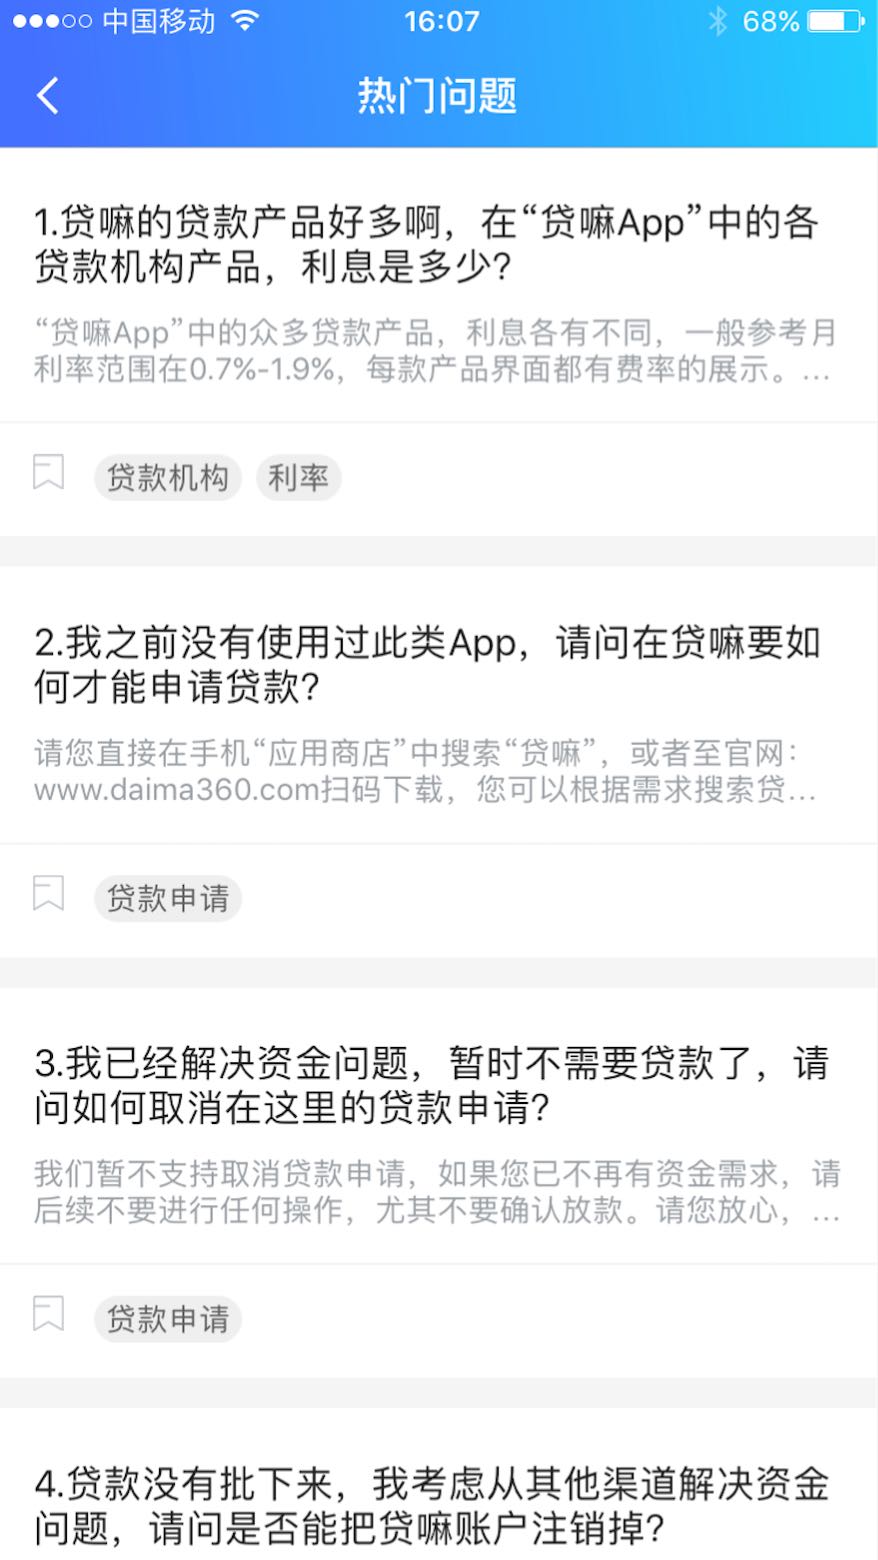 中国移动
16:07
68%
热门问题
1.贷嘛的贷款产品好多啊，在“贷嘛App”中的各
贷款机构产品，利息是多少？
“贷嘛App”中的众多贷款产品，利息各有不同，一般参考月
利率范围在0.7%-1.9%，每款产品界面都有费率的展示。...
贷款机构 利率
2.我之前没有使用过此类App，请问在贷嘛要如
何才能申请贷款？
请您直接在手机“应用商店”中搜索“贷嘛”，或者至官网：
www.daima360.com扫码下载，您可以根据需求搜索贷...
贷款申请
3.我已经解决资金问题，暂时不需要贷款了，请
问如何取消在这里的贷款申请？
我们暂不支持取消贷款申请，如果您已不再有资金需求，请
后续不要进行任何操作，尤其不要确认放款。请您放心，...
贷款申请
4.贷款没有批下来，我考虑从其他渠道解决资金
问题，请问是否能把贷嘛账户注销掉？